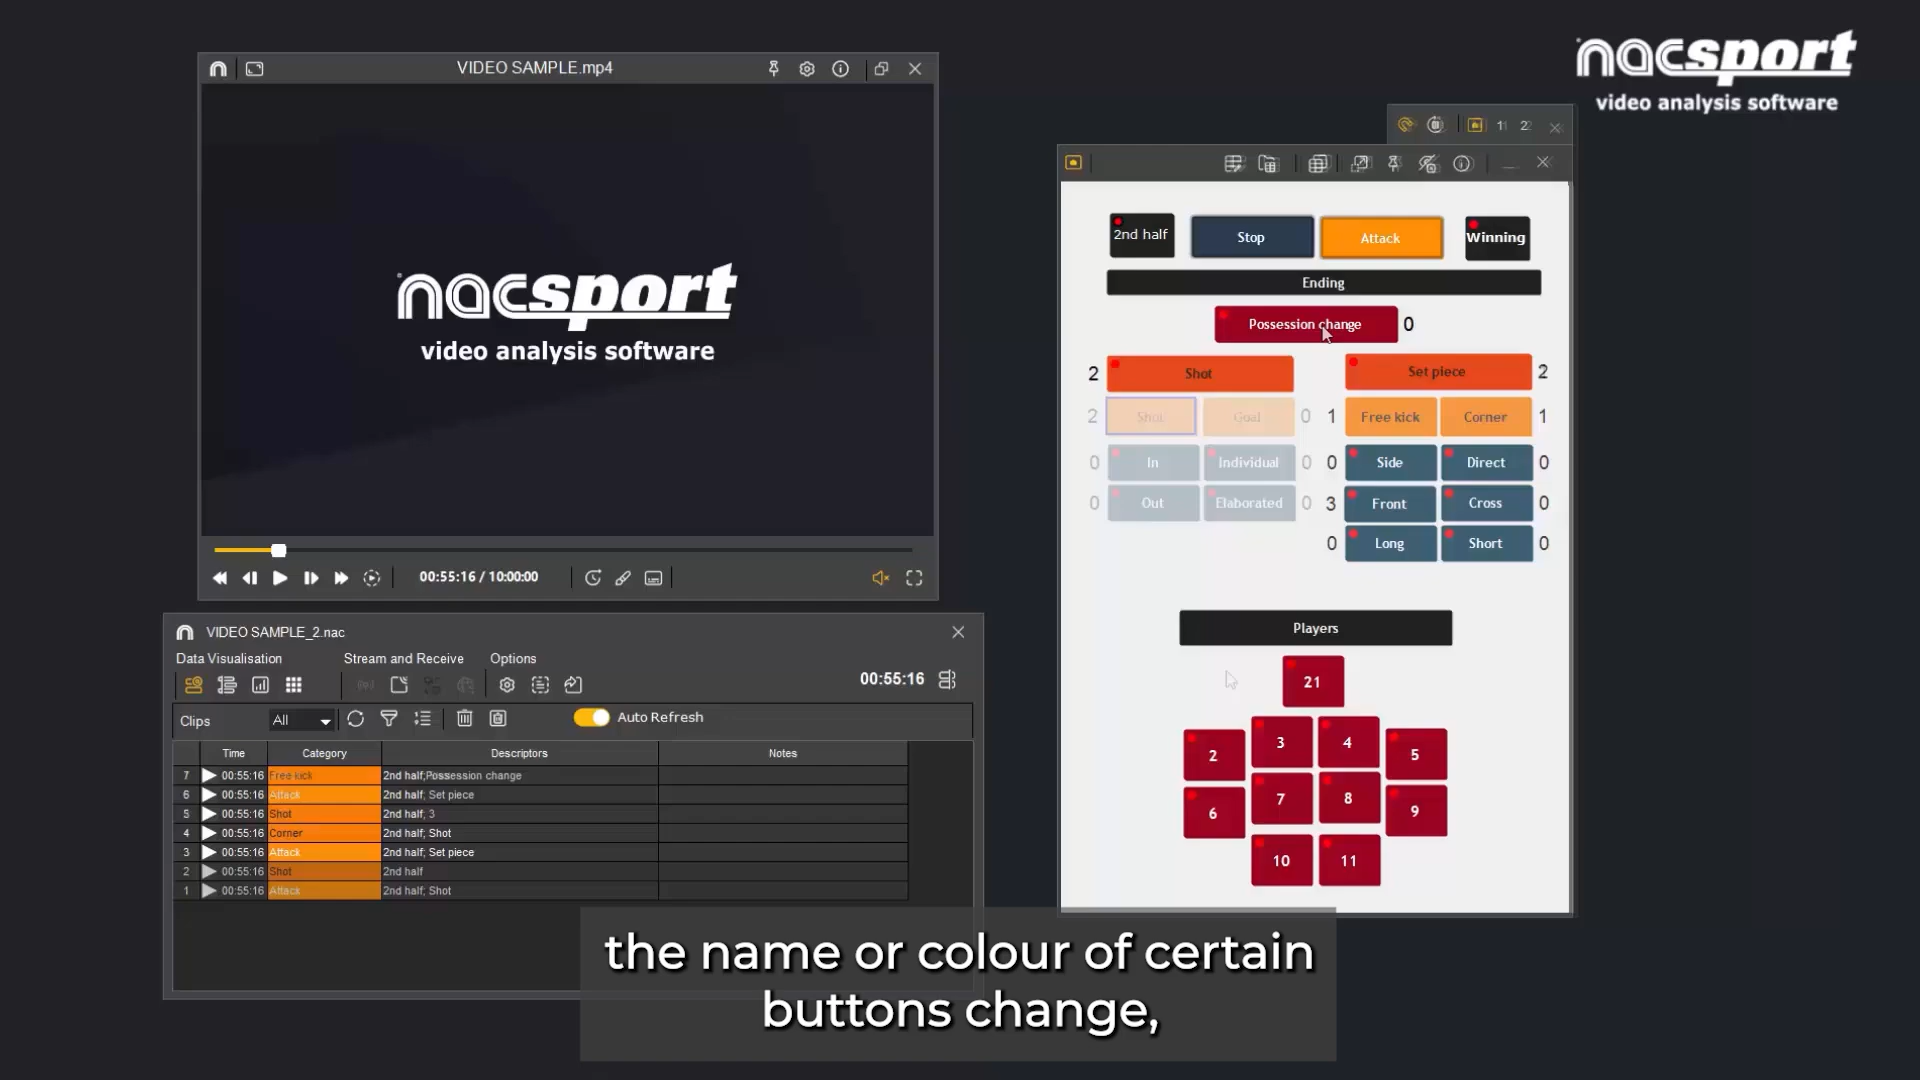 nacsport
video analysis software
VIDEO SAMPLE.mp4
nacsport
video analysis software
00:55:16 / 10:00:00
VIDEO SAMPLE_2.nac
Data Visualisation
Stream and Receive
Options
00:55:16
Clips
All
Auto Refresh
Time Category Descriptors Notes
7 00:55:16 Free kick 2nd half; Possession change
6 00:55:16 Attack 2nd half; Set piece
5 00:55:16 Shot 2nd half; 3
4 00:55:16 Corner 2nd half; Shot
3 00:55:16 Attack 2nd half; Set piece
2 00:55:16 Shot 2nd half
1 00:55:16 Attack 2nd half; Shot
2nd half Stop Attack Winning
Ending
Possession change 0
2 Shot Set piece 2
2 Shot Goal 0 1 Free kick Corner 1
0 In Individual 0 0 Side Direct 0
0 Out Elaborated 0 3 Front Cross 0
0 Long Short 0
Players
21
2 3 4 5
6 7 8 9
10 11
the name or colour of certain
buttons change,